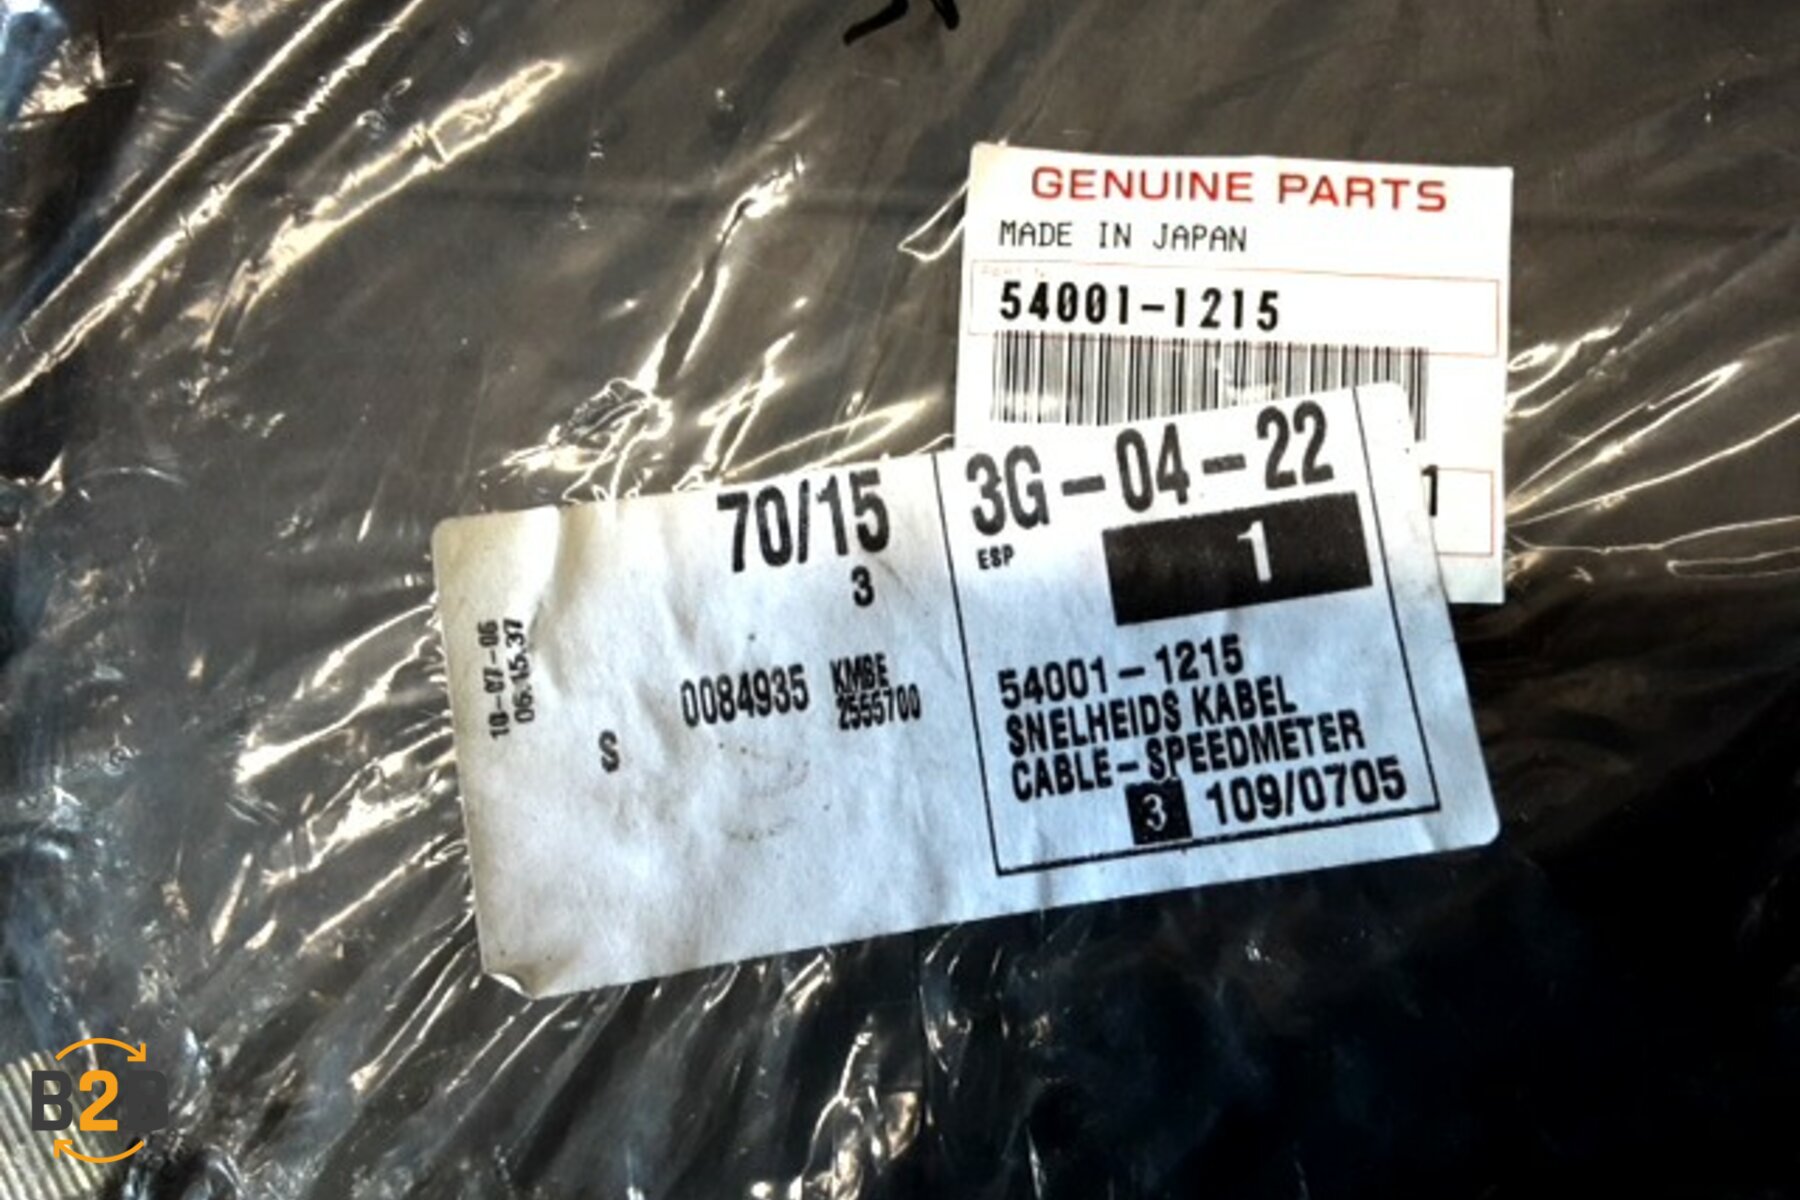 GENUINE PARTS
MADE IN JAPAN
54001-1215
1
70/15
3
3G-04-22
ESP
1
10-07-06
06.15.37
S
0084935
KMBE
2555700
54001-1215
SNELHEIDS KABEL
CABLE-SPEEDMETER
3 109/0705
B2B